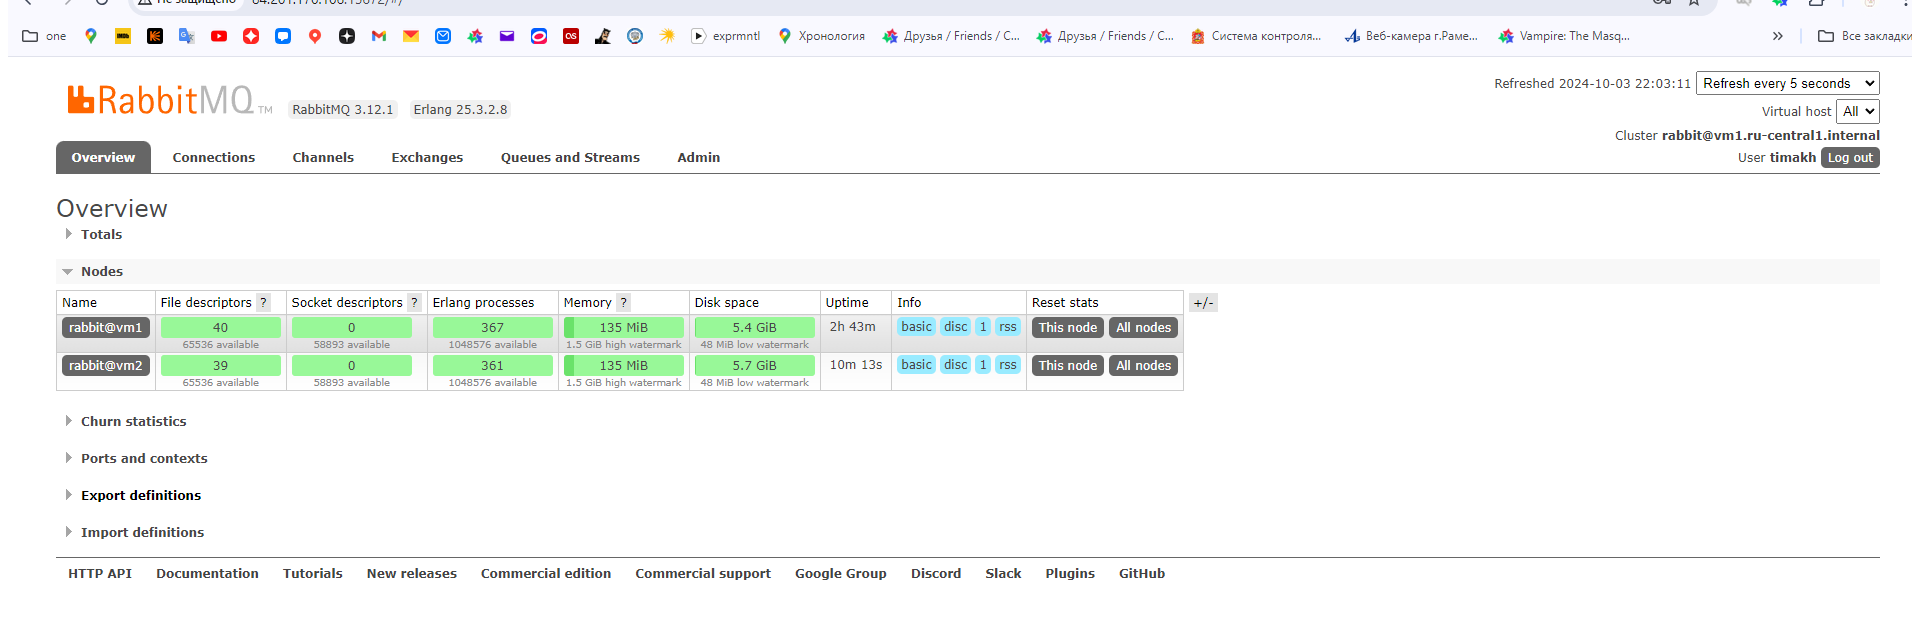 Не защищено 84.201.170.106:15672/#/
one exprmntl Хронология Друзья / Friends / C... Друзья / Friends / C... Система контроля... Веб-камера г.Раме... Vampire: The Masq... » Все закладки
RabbitMQ TM RabbitMQ 3.12.1 Erlang 25.3.2.8
Refreshed 2024-10-03 22:03:11 Refresh every 5 seconds
Virtual host All
Cluster rabbit@vm1.ru-central1.internal
User timakh Log out
Overview Connections Channels Exchanges Queues and Streams Admin
Overview
Totals
Nodes
Name File descriptors ? Socket descriptors ? Erlang processes Memory ? Disk space Uptime Info Reset stats +/-
rabbit@vm1 40 0 367 135 MiB 5.4 GiB 2h 43m basic disc 1 rss This node All nodes
65536 available 58893 available 1048576 available 1.5 GiB high watermark 48 MiB low watermark
rabbit@vm2 39 0 361 135 MiB 5.7 GiB 10m 13s basic disc 1 rss This node All nodes
65536 available 58893 available 1048576 available 1.5 GiB high watermark 48 MiB low watermark
Churn statistics
Ports and contexts
Export definitions
Import definitions
HTTP API Documentation Tutorials New releases Commercial edition Commercial support Google Group Discord Slack Plugins GitHub